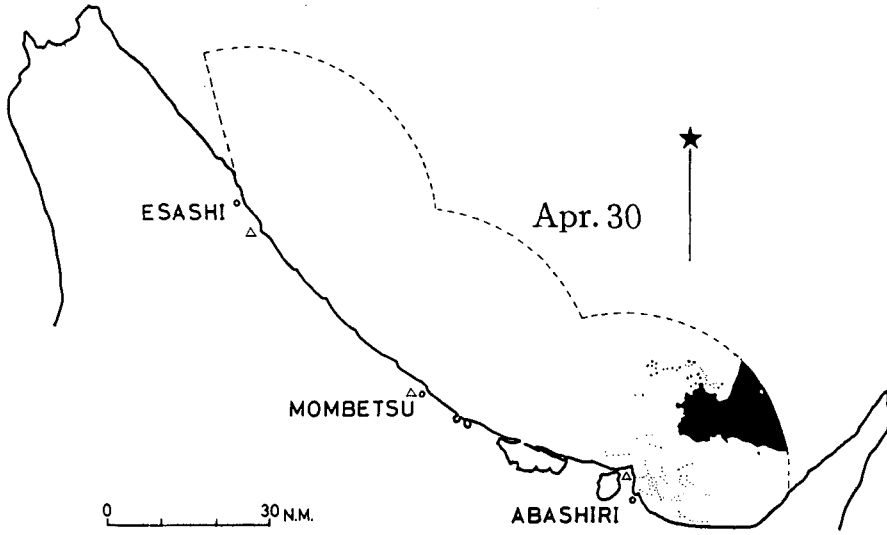 ESASHI
Apr. 30
MOMBETSU
ABASHIRI
0 30 N.M.